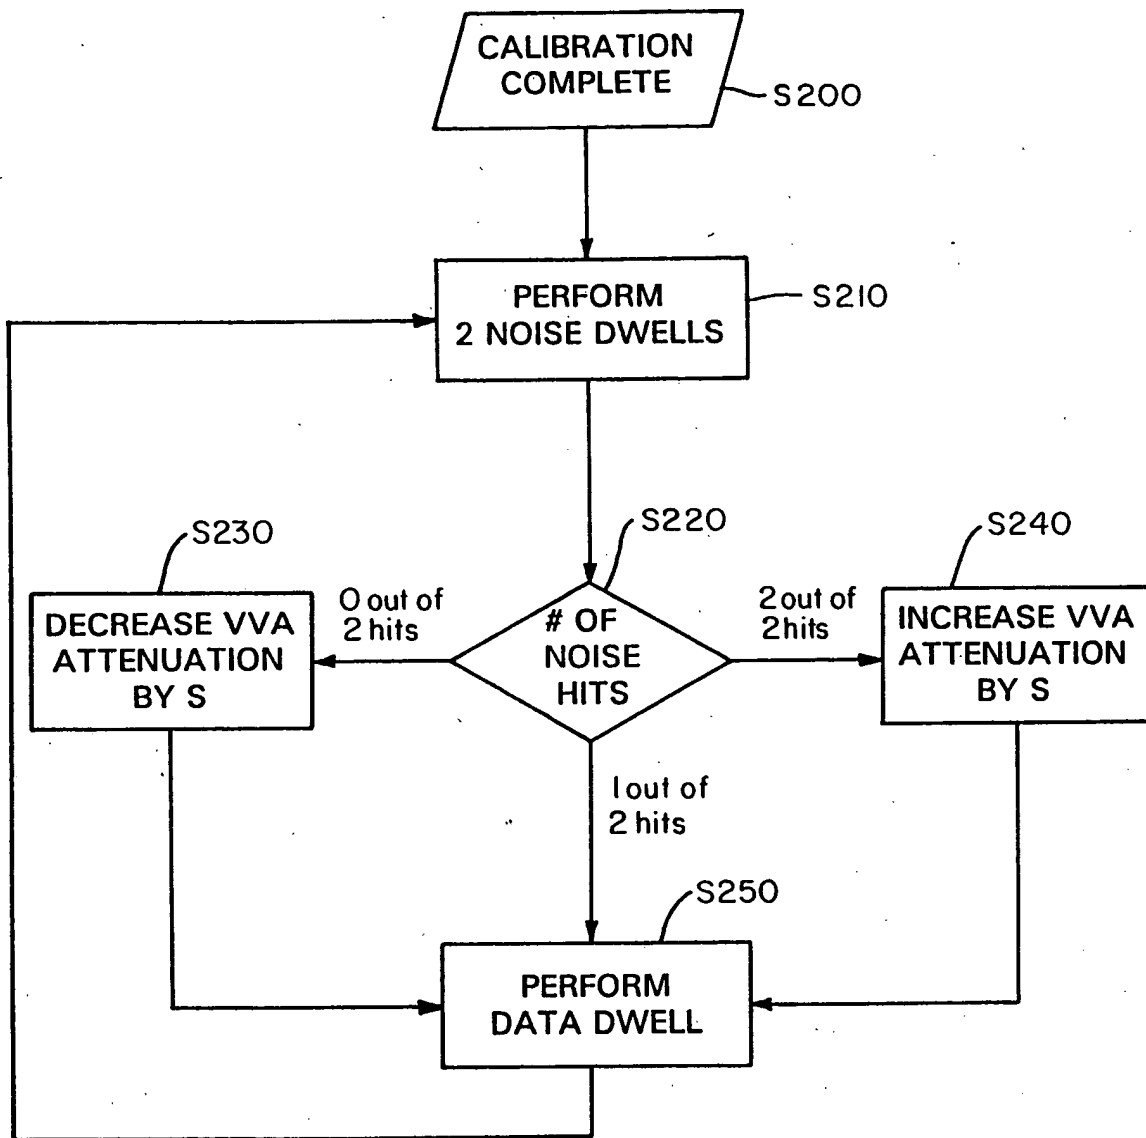 CALIBRATION
COMPLETE
S200
PERFORM
2 NOISE DWELLS
S210
S230
S220
S240
DECREASE VVA
ATTENUATION
BY S
0 out of
2 hits
# OF
NOISE
HITS
2 out of
2 hits
INCREASE VVA
ATTENUATION
BY S
1 out of
2 hits
S250
PERFORM
DATA DWELL